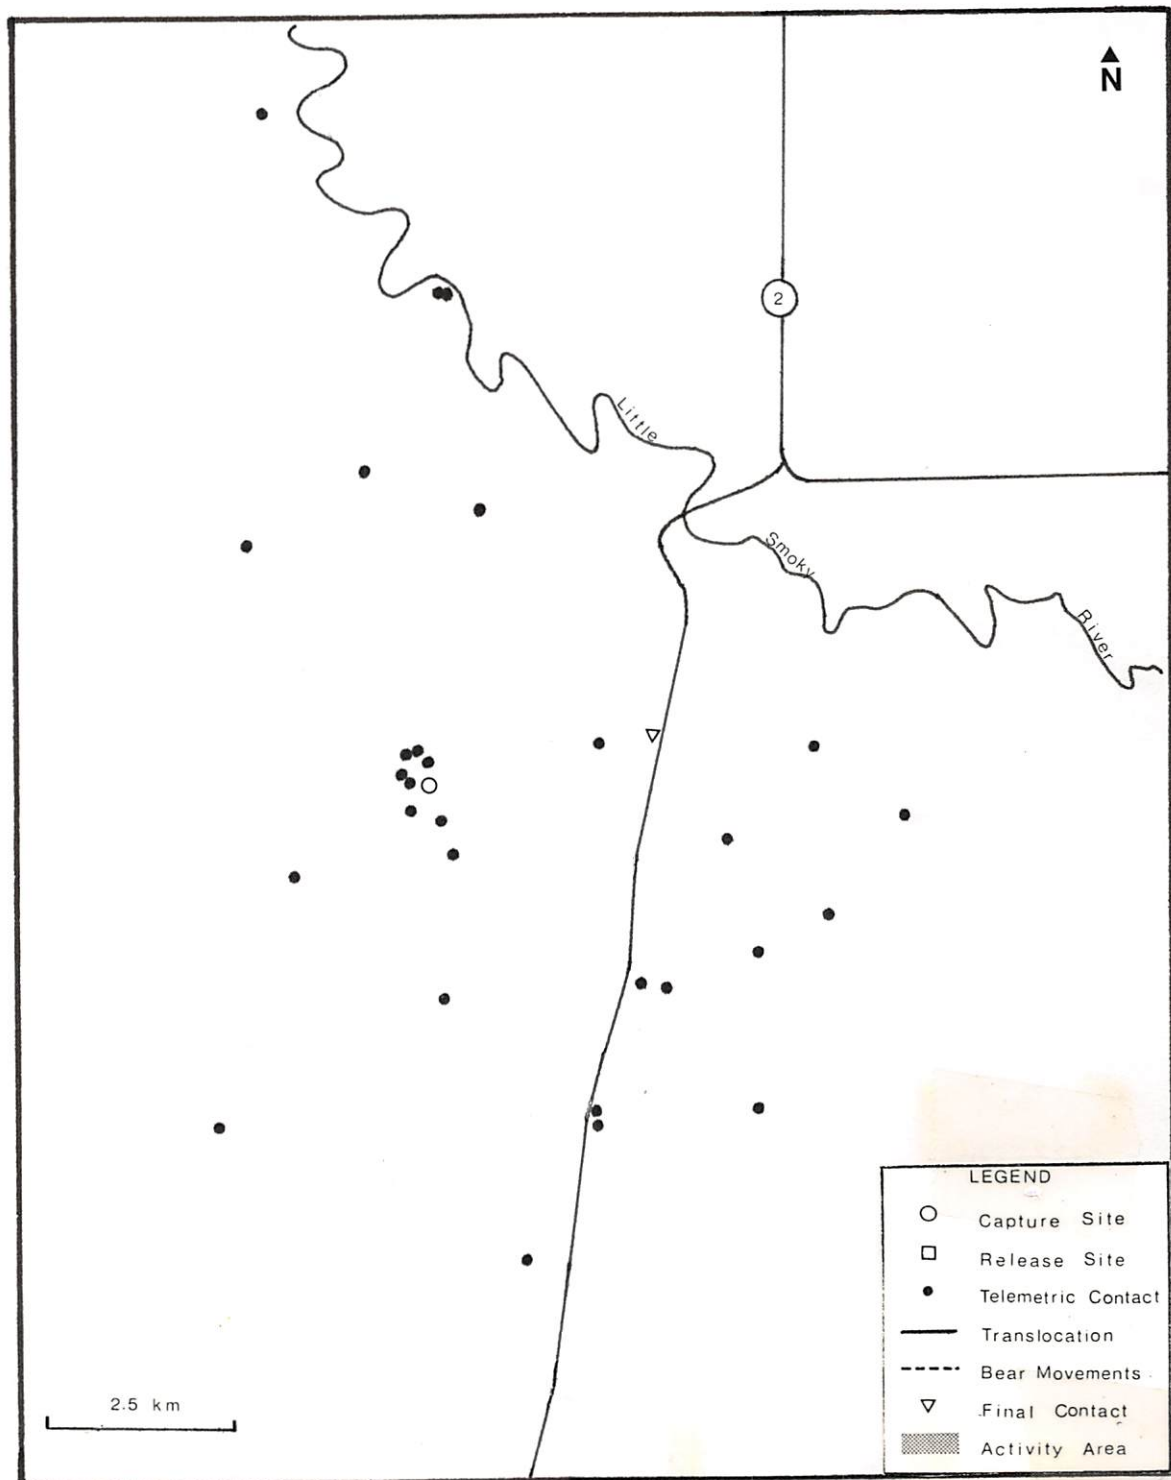 N
2
Little
Smoky
River
2.5 km
LEGEND
Capture Site
Release Site
Telemetric Contact
Translocation
Bear Movements
Final Contact
Activity Area